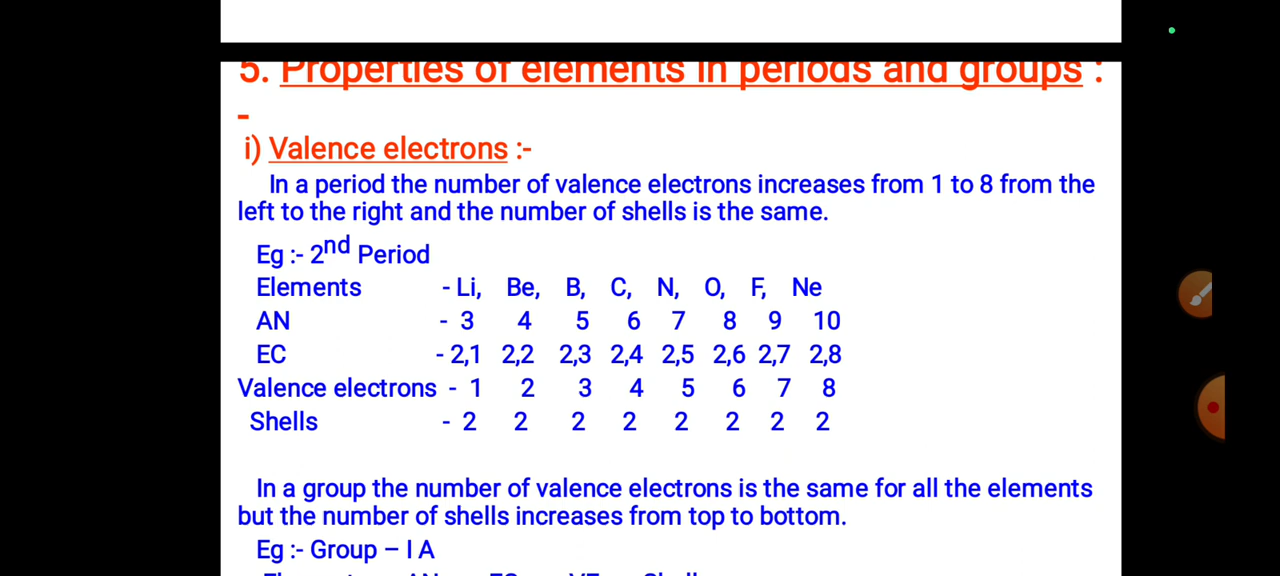 5. Properties of elements in periods and groups :
-
i) Valence electrons :-
In a period the number of valence electrons increases from 1 to 8 from the
left to the right and the number of shells is the same.
Eg :- 2nd Period
Elements - Li, Be, B, C, N, O, F, Ne
AN - 3 4 5 6 7 8 9 10
EC - 2,1 2,2 2,3 2,4 2,5 2,6 2,7 2,8
Valence electrons - 1 2 3 4 5 6 7 8
Shells - 2 2 2 2 2 2 2 2
In a group the number of valence electrons is the same for all the elements
but the number of shells increases from top to bottom.
Eg :- Group – I A